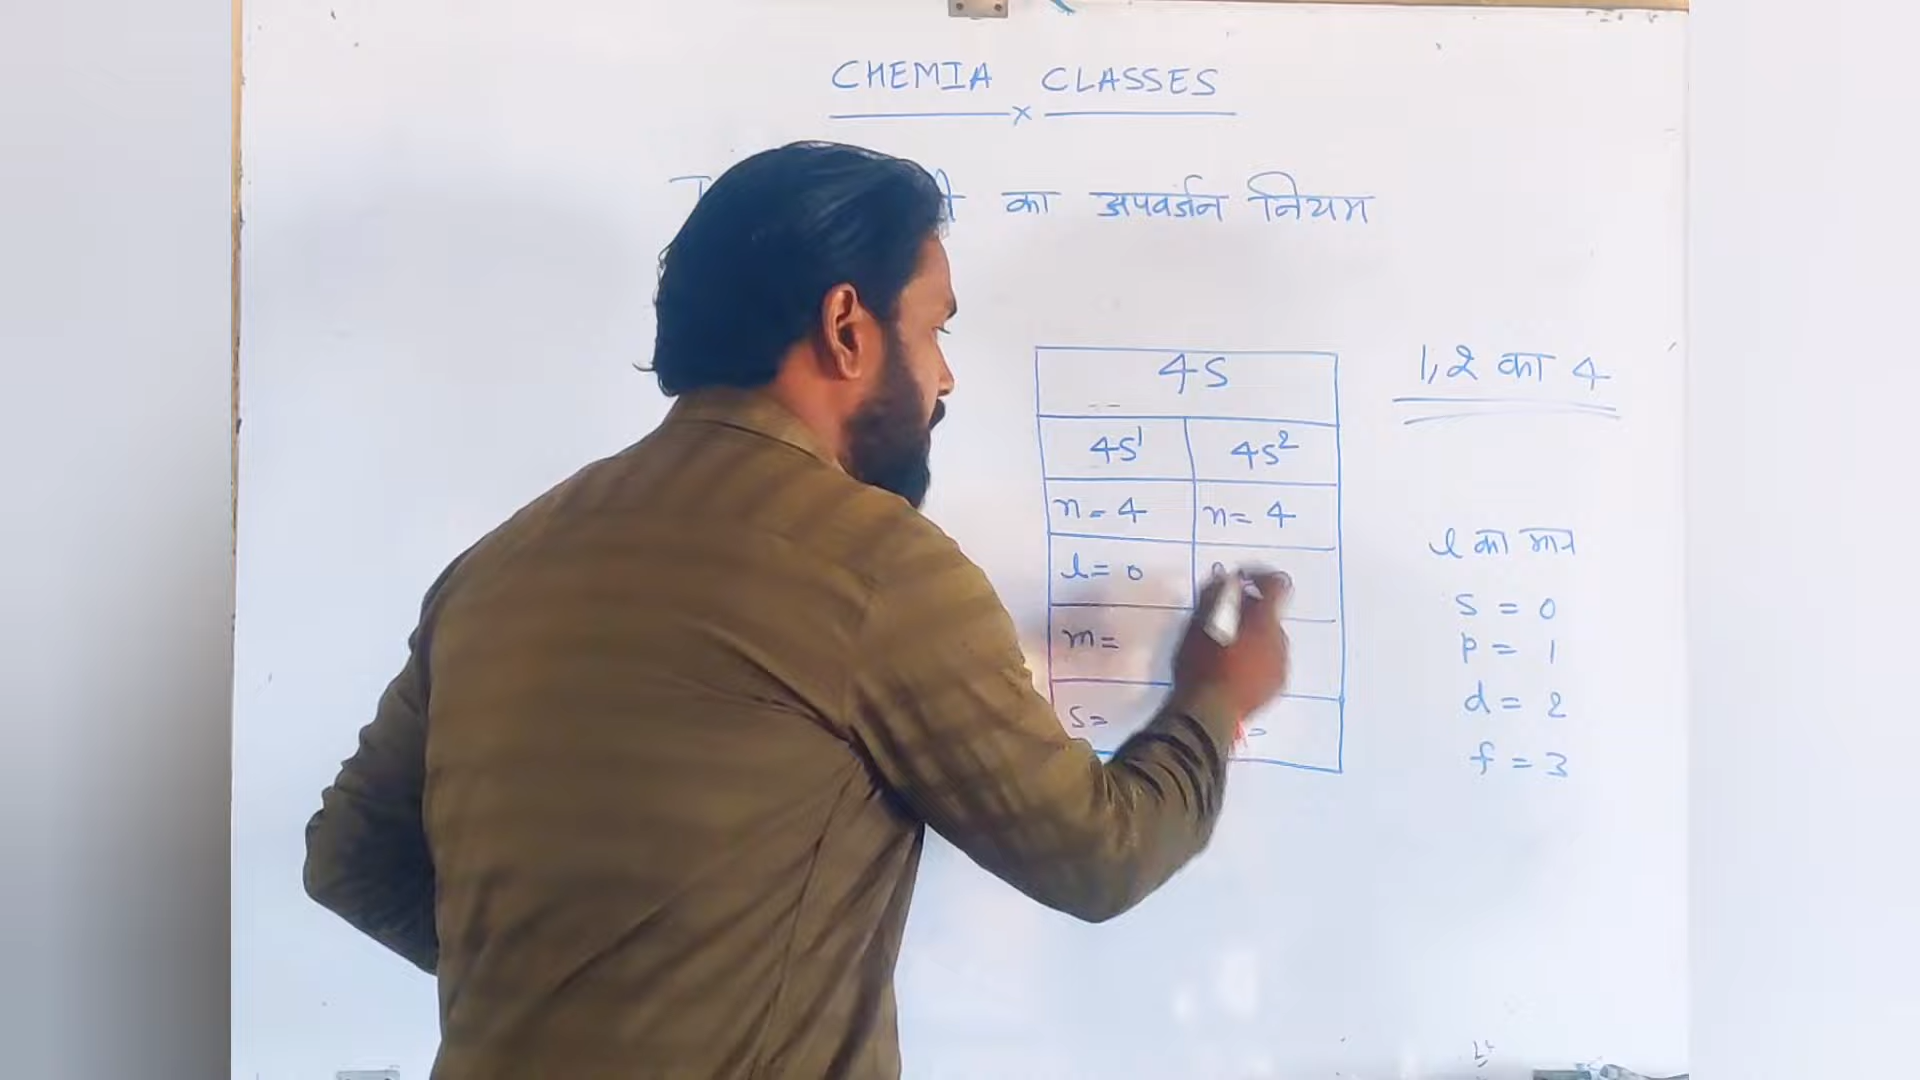 CHEMIA CLASSES
का अपवर्जन नियम
4S
1,2 का 4
4S¹ 4S²
n = 4 n = 4
l का मान
l = 0
S = 0
m =
P = 1
d = 2
S = =
f = 3